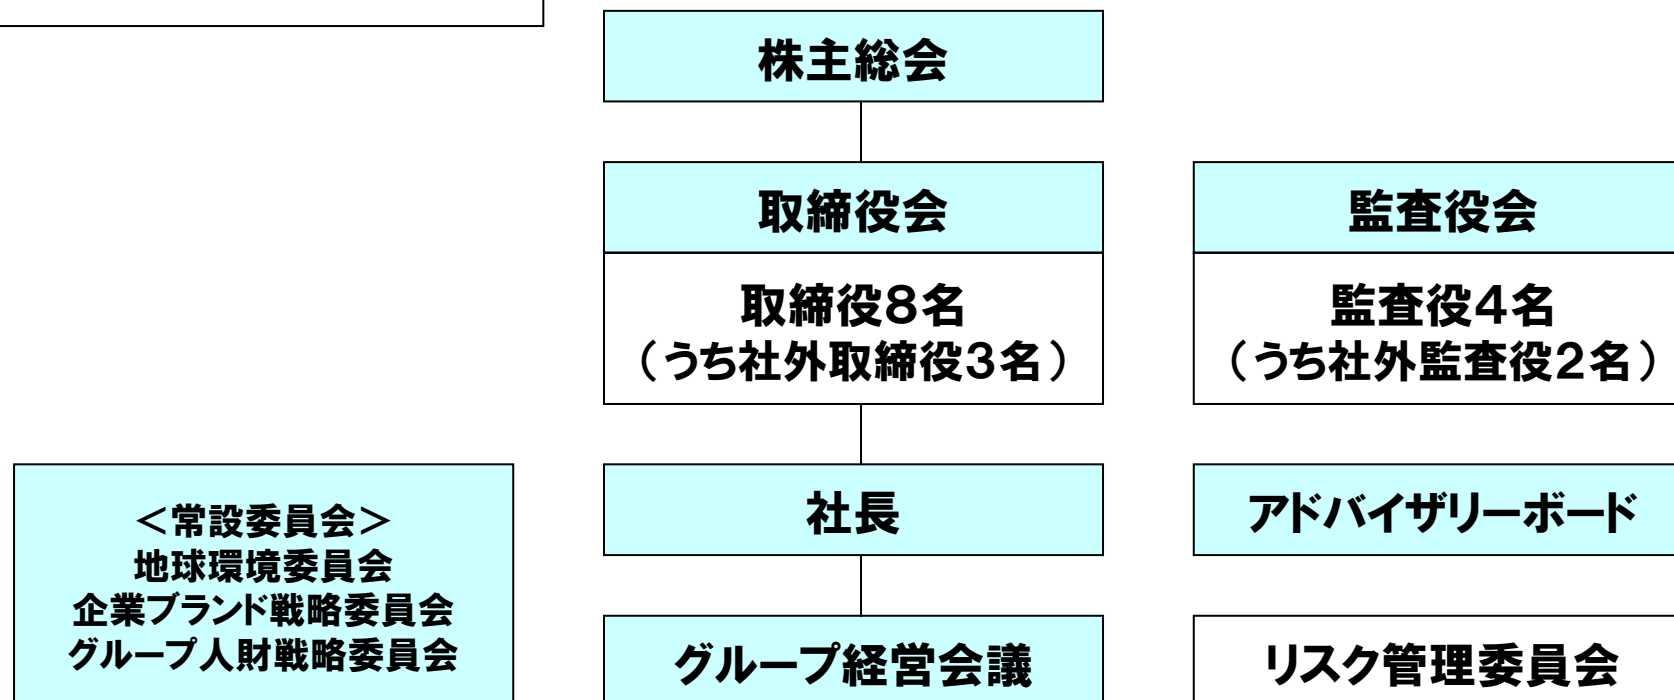 株主総会
取締役会
取締役8名
（うち社外取締役3名）
監査役会
監査役4名
（うち社外監査役2名）
社長
アドバイザリーボード
＜常設委員会＞
地球環境委員会
企業ブランド戦略委員会
グループ人財戦略委員会
グループ経営会議
リスク管理委員会